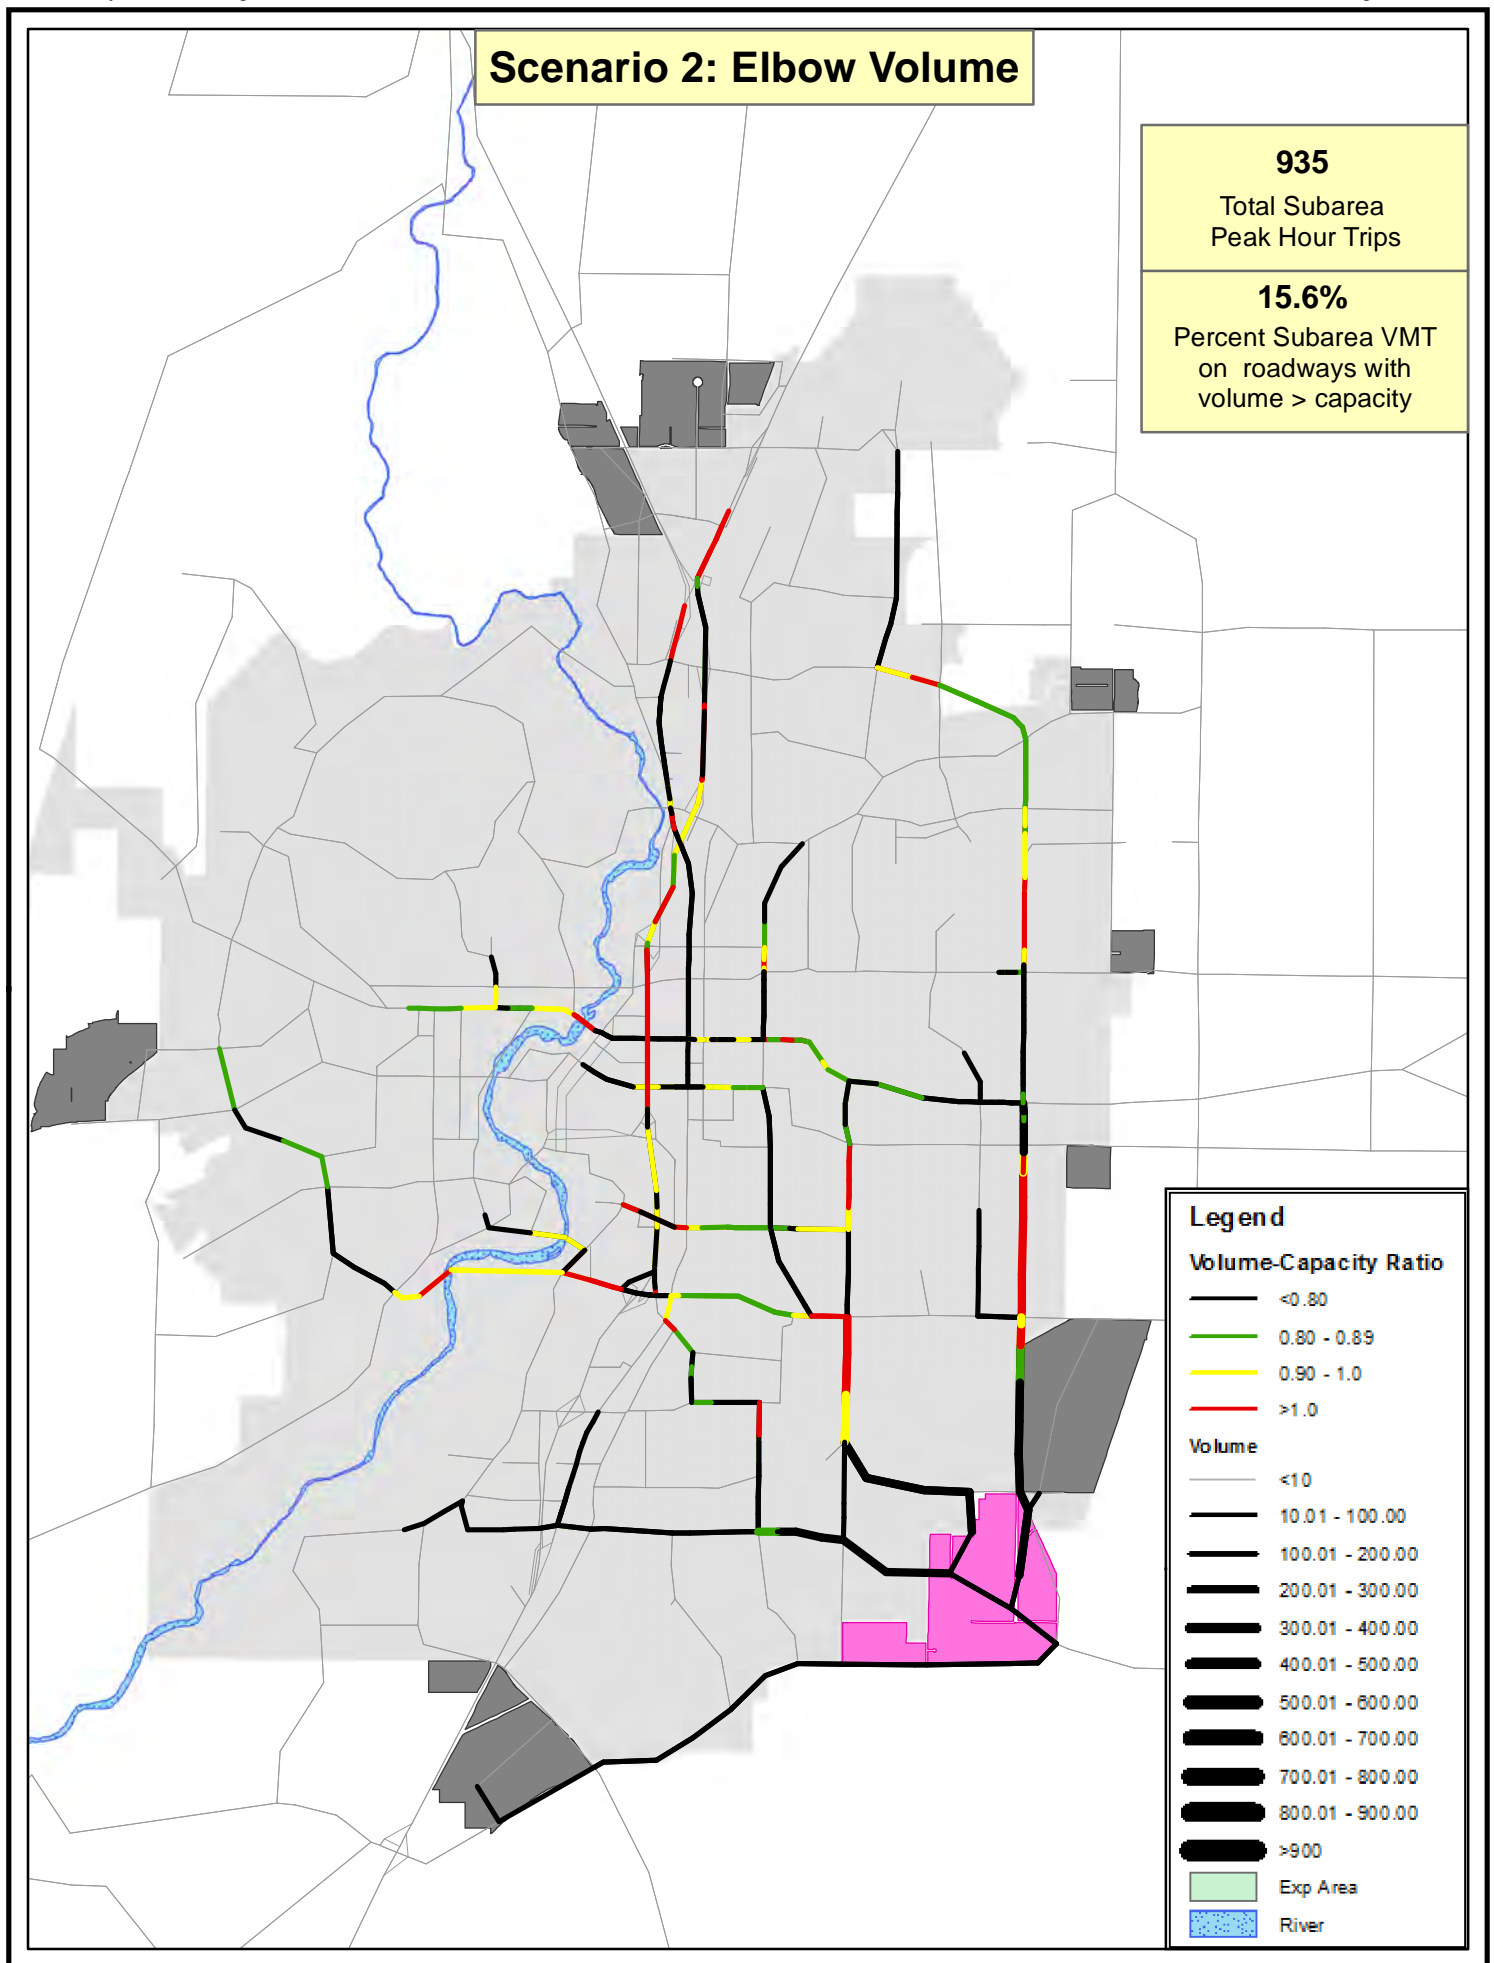 Scenario 2: Elbow Volume
935
Total Subarea
Peak Hour Trips
15.6%
Percent Subarea VMT
on roadways with
volume > capacity
Legend
Volume-Capacity Ratio
<0.80
0.80 - 0.89
0.90 - 1.0
>1.0
Volume
<10
10.01 - 100.00
100.01 - 200.00
200.01 - 300.00
300.01 - 400.00
400.01 - 500.00
500.01 - 600.00
600.01 - 700.00
700.01 - 800.00
800.01 - 900.00
>900
Exp Area
River